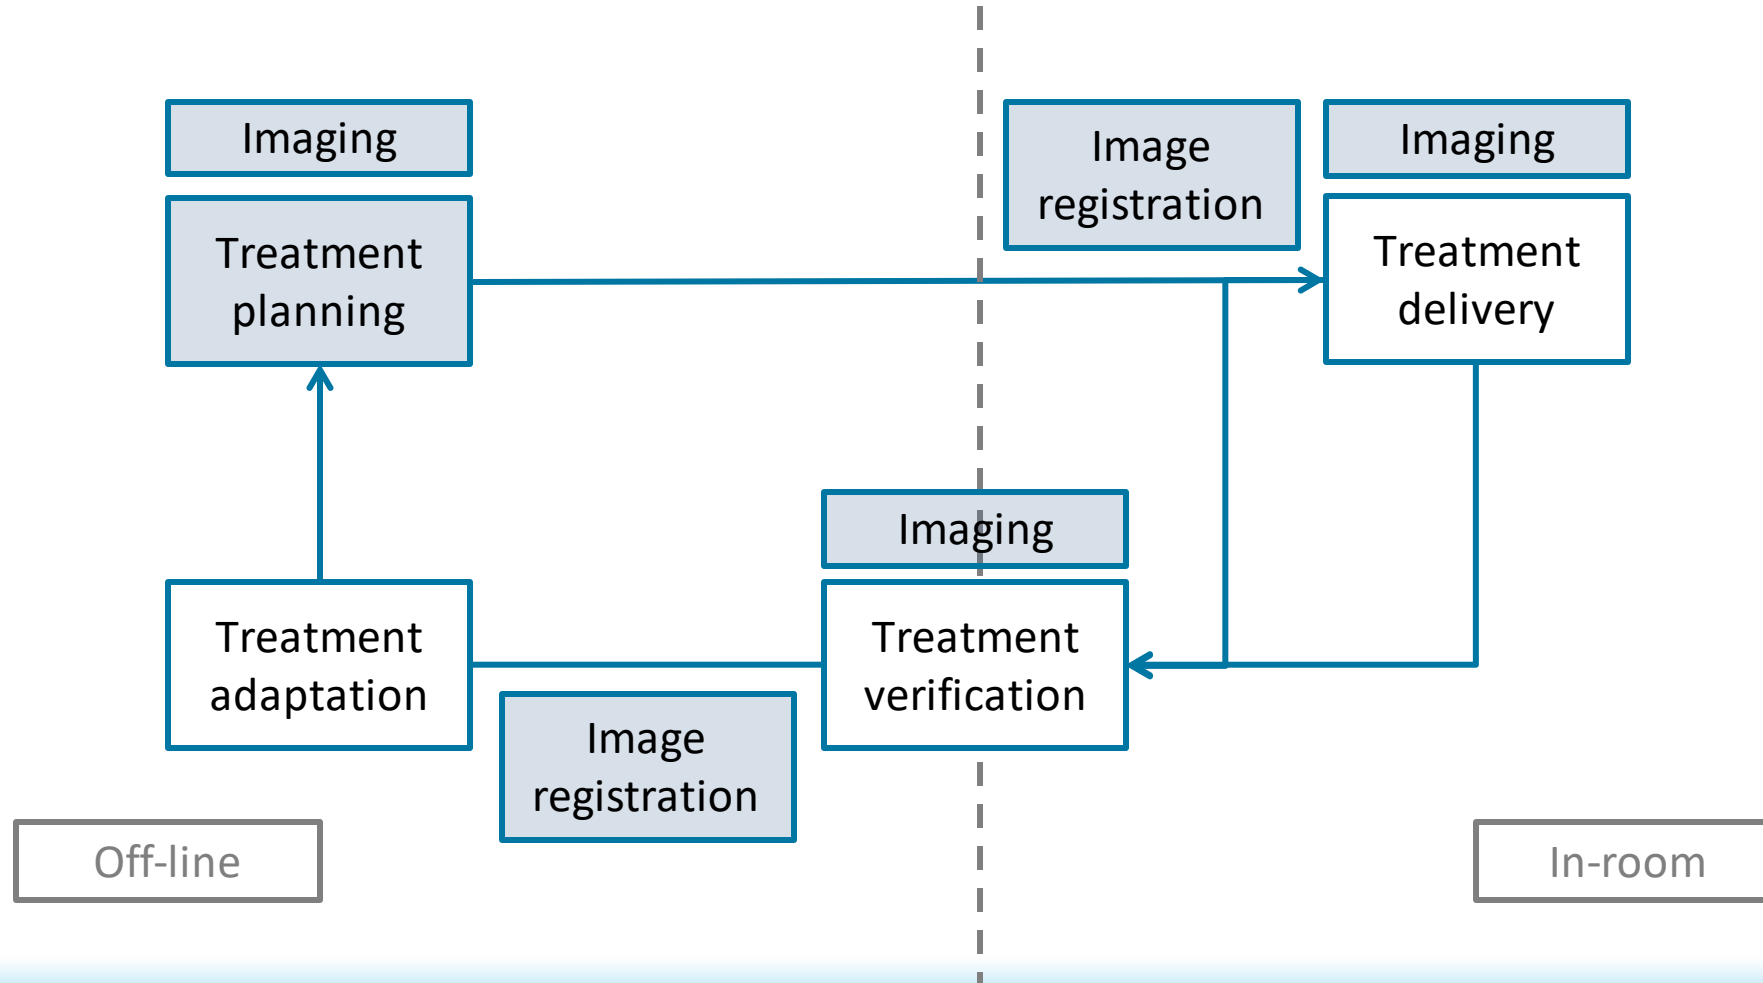 Imaging
Treatment
planning
Image
registration
Imaging
Treatment
delivery
Imaging
Treatment
verification
Treatment
adaptation
Image
registration
Off-line
In-room